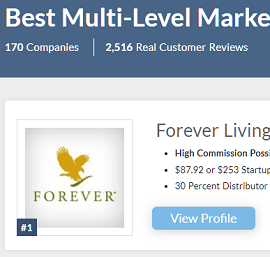 Best Multi-Level Marke
170 Companies 2,516 Real Customer Reviews
Forever Living
High Commission Possi
$87.92 or $253 Startup
30 Percent Distributor
FOREVER®
#1
View Profile